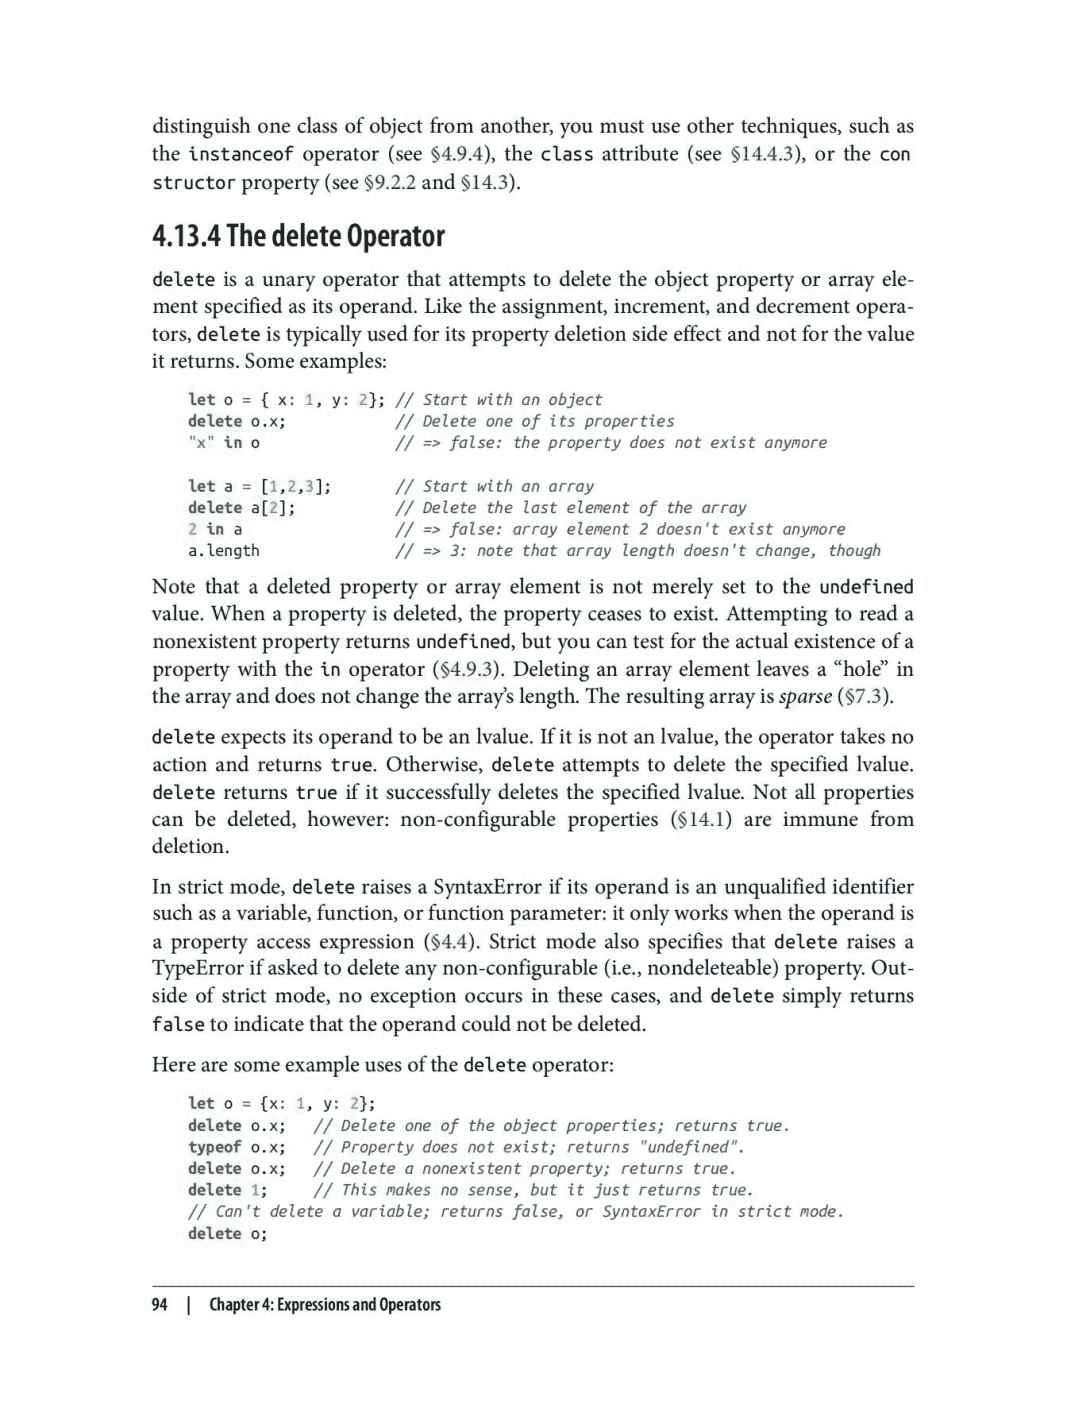 distinguish one class of object from another, you must use other techniques, such as
the instanceof operator (see §4.9.4), the class attribute (see §14.4.3), or the con
structor property (see §9.2.2 and §14.3).
4.13.4 The delete Operator
delete is a unary operator that attempts to delete the object property or array ele-
ment specified as its operand. Like the assignment, increment, and decrement opera-
tors, delete is typically used for its property deletion side effect and not for the value
it returns. Some examples:
let o = { x: 1, y: 2}; // Start with an object
delete o.x; // Delete one of its properties
"x" in o // => false: the property does not exist anymore
let a = [1,2,3]; // Start with an array
delete a[2]; // Delete the last element of the array
2 in a // => false: array element 2 doesn't exist anymore
a.length // => 3: note that array length doesn't change, though
Note that a deleted property or array element is not merely set to the undefined
value. When a property is deleted, the property ceases to exist. Attempting to read a
nonexistent property returns undefined, but you can test for the actual existence of a
property with the in operator (§4.9.3). Deleting an array element leaves a “hole” in
the array and does not change the array’s length. The resulting array is sparse (§7.3).
delete expects its operand to be an lvalue. If it is not an lvalue, the operator takes no
action and returns true. Otherwise, delete attempts to delete the specified lvalue.
delete returns true if it successfully deletes the specified lvalue. Not all properties
can be deleted, however: non-configurable properties (§14.1) are immune from
deletion.
In strict mode, delete raises a SyntaxError if its operand is an unqualified identifier
such as a variable, function, or function parameter: it only works when the operand is
a property access expression (§4.4). Strict mode also specifies that delete raises a
TypeError if asked to delete any non-configurable (i.e., nondeleteable) property. Out-
side of strict mode, no exception occurs in these cases, and delete simply returns
false to indicate that the operand could not be deleted.
Here are some example uses of the delete operator:
let o = {x: 1, y: 2};
delete o.x; // Delete one of the object properties; returns true.
typeof o.x; // Property does not exist; returns "undefined".
delete o.x; // Delete a nonexistent property; returns true.
delete 1; // This makes no sense, but it just returns true.
// Can't delete a variable; returns false, or SyntaxError in strict mode.
delete o;
94 | Chapter 4: Expressions and Operators